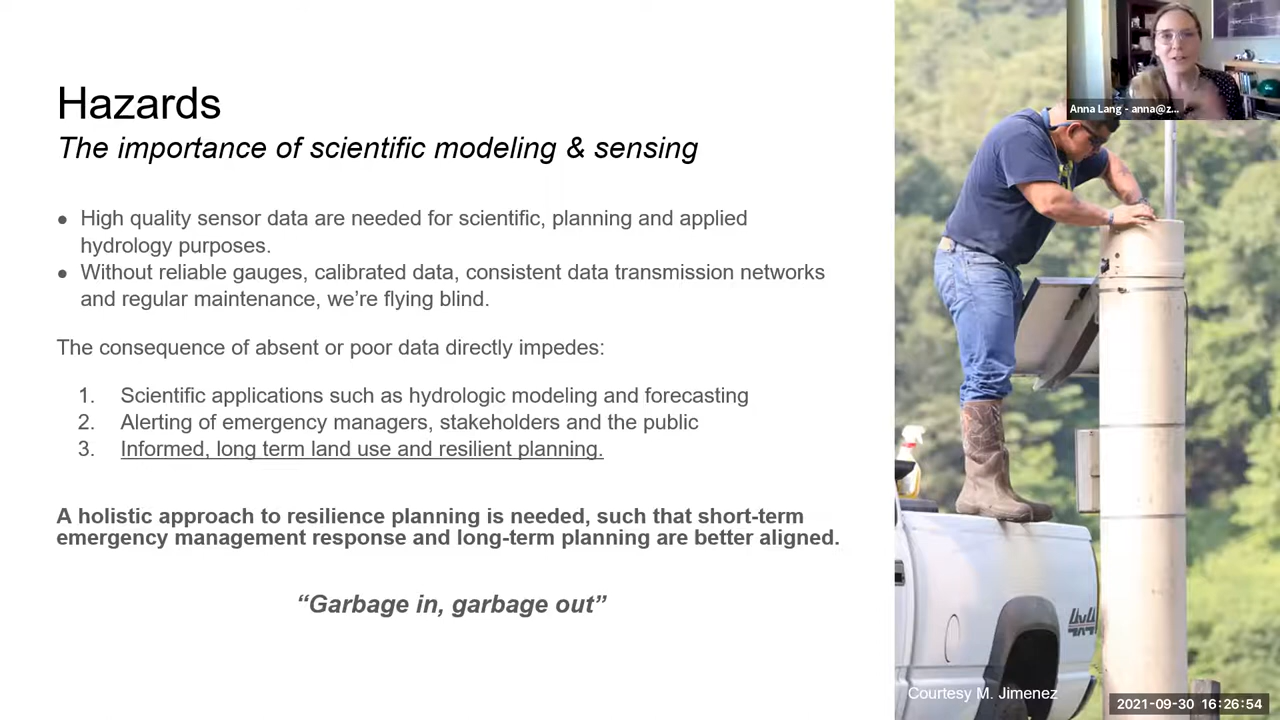 Hazards
The importance of scientific modeling & sensing
● High quality sensor data are needed for scientific, planning and applied
hydrology purposes.
● Without reliable gauges, calibrated data, consistent data transmission networks
and regular maintenance, we’re flying blind.
The consequence of absent or poor data directly impedes:
1. Scientific applications such as hydrologic modeling and forecasting
2. Alerting of emergency managers, stakeholders and the public
3. Informed, long term land use and resilient planning.
A holistic approach to resilience planning is needed, such that short-term
emergency management response and long-term planning are better aligned.
“Garbage in, garbage out”
Anna Lang - anna@z...
4x4
Courtesy M. Jimenez
2021-09-30 16:26:54